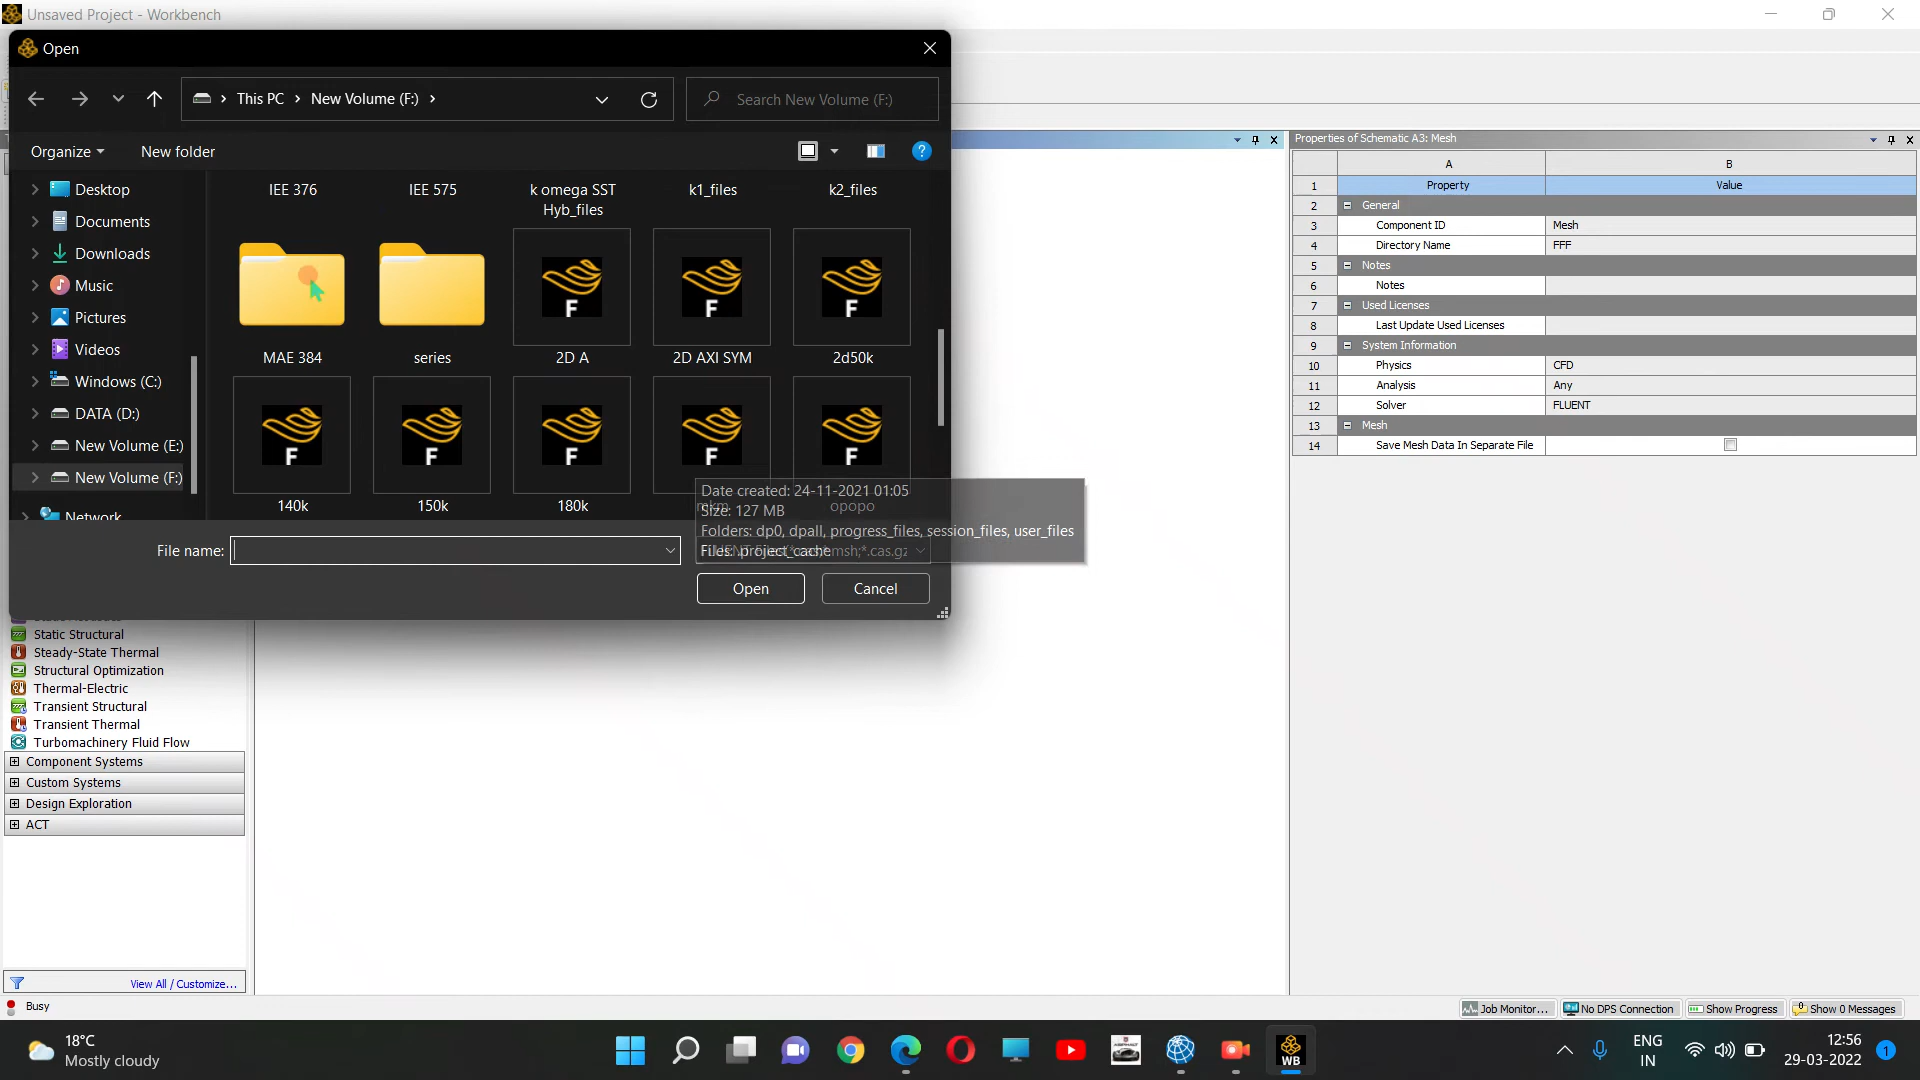 Unsaved Project - Workbench
Open
This PC
New Volume (F:)
Search New Volume (F:)
Organize
New folder
Desktop
Documents
Downloads
Music
Pictures
Videos
Windows (C:)
DATA (D:)
New Volume (E:)
New Volume (F:)
Network
IEE 376
IEE 575
k omega SST
Hyb_files
k1_files
k2_files
MAE 384
series
F
2D A
F
2D AXI SYM
F
2d50k
F
140k
F
150k
F
180k
F
F
opopo
Date created: 24-11-2021 01:05
Size: 127 MB
Folders: dp0, dpall, progress_files, session_files, user_files
Files: project_cache
File name:
Open
Cancel
Properties of Schematic A3: Mesh
A
B
1
Property
Value
2
General
3
Component ID
Mesh
4
Directory Name
FFF
5
Notes
6
Notes
7
Used Licenses
8
Last Update Used Licenses
9
System Information
10
Physics
CFD
11
Analysis
Any
12
Solver
FLUENT
13
Mesh
14
Save Mesh Data In Separate File
Static Structural
Steady-State Thermal
Structural Optimization
Thermal-Electric
Transient Structural
Transient Thermal
Turbomachinery Fluid Flow
Component Systems
Custom Systems
Design Exploration
ACT
View All / Customize...
Busy
Job Monitor...
No DPS Connection
Show Progress
Show 0 Messages
18°C
Mostly cloudy
WB
ENG
IN
12:56
29-03-2022
1